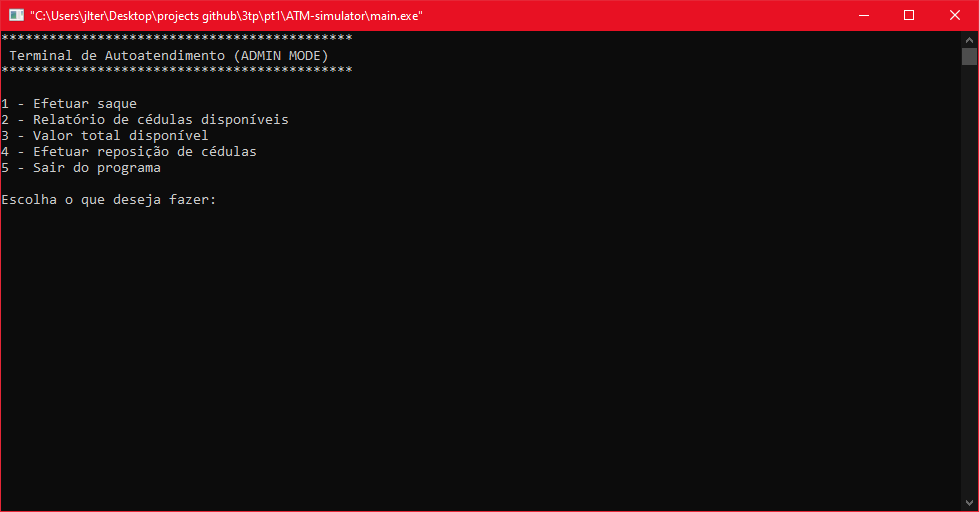 "C:\Users\jlter\Desktop\projects github\3tp\pt1\ATM-simulator\main.exe"
********************************************
Terminal de Autoatendimento (ADMIN MODE)
********************************************
1 - Efetuar saque
2 - Relatório de cédulas disponíveis
3 - Valor total disponível
4 - Efetuar reposição de cédulas
5 - Sair do programa
Escolha o que deseja fazer: